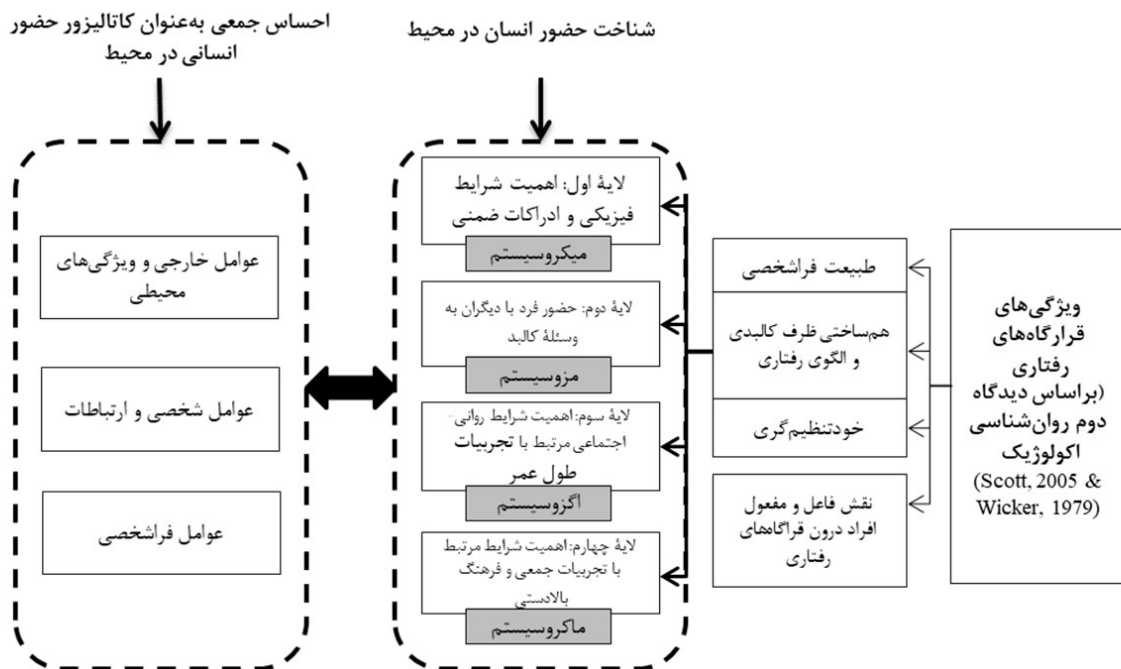 احساس جمعی به‌عنوان کاتالیزور حضور
انسانی در محیط
شناخت حضور انسان در محیط
ویژگی‌های
قرارگاه‌های
رفتاری
(براساس دیدگاه
دوم روان‌شناسی
اکولوژیک
(Scott, 2005 &
Wicker, 1979)
طبیعت فراشخصی
هم‌ساختی ظرف کالبدی
و الگوی رفتاری
خودتنظیم‌گری
نقش فاعل و مفعول
افراد درون قراگاه‌های
رفتاری
لایهٔ اول: اهمیت شرایط
فیزیکی و ادراکات ضمنی
میکروسیستم
لایهٔ دوم: حضور فرد با دیگران به
وسئلهٔ کالبد
مزوسیستم
لایهٔ سوم: اهمیت شرایط روانی-
اجتماعی مرتبط با تجربیات
طول عمر
اگزوسیستم
لایهٔ چهارم: اهمیت شرایط مرتبط
با تجربیات جمعی و فرهنگ
بالادستی
ماکروسیستم
عوامل خارجی و ویژگی‌های
محیطی
عوامل شخصی و ارتباطات
عوامل فراشخصی